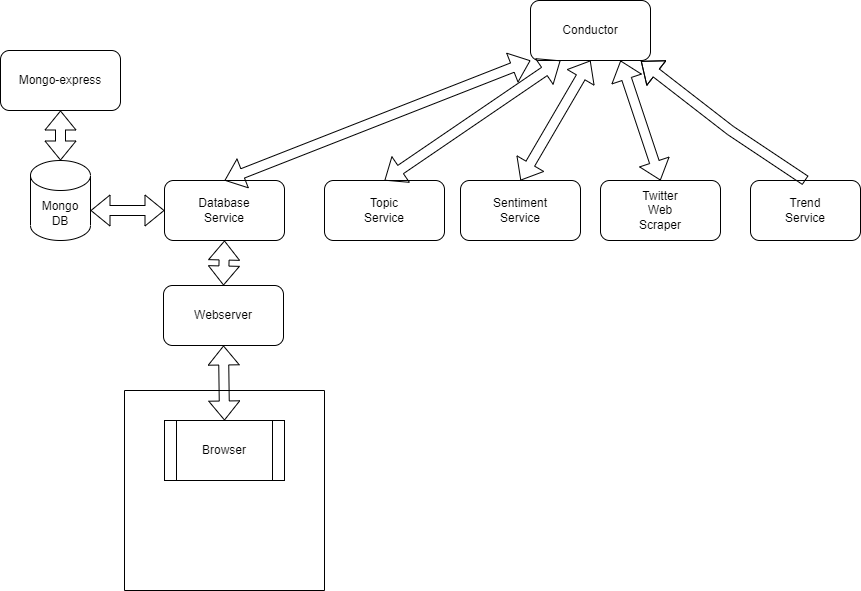 Conductor
Mongo-express
Mongo
DB
Database
Service
Topic
Service
Sentiment
Service
Twitter
Web
Scraper
Trend
Service
Webserver
Browser